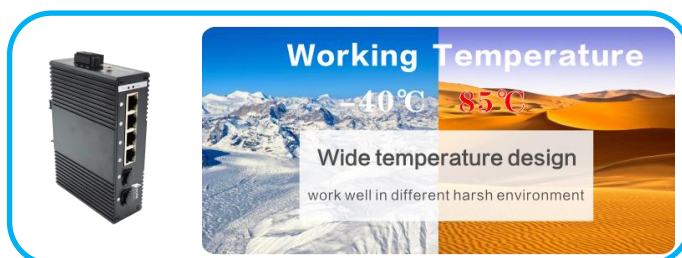 Working Temperature
-40℃ 85℃
Wide temperature design
work well in different harsh environment